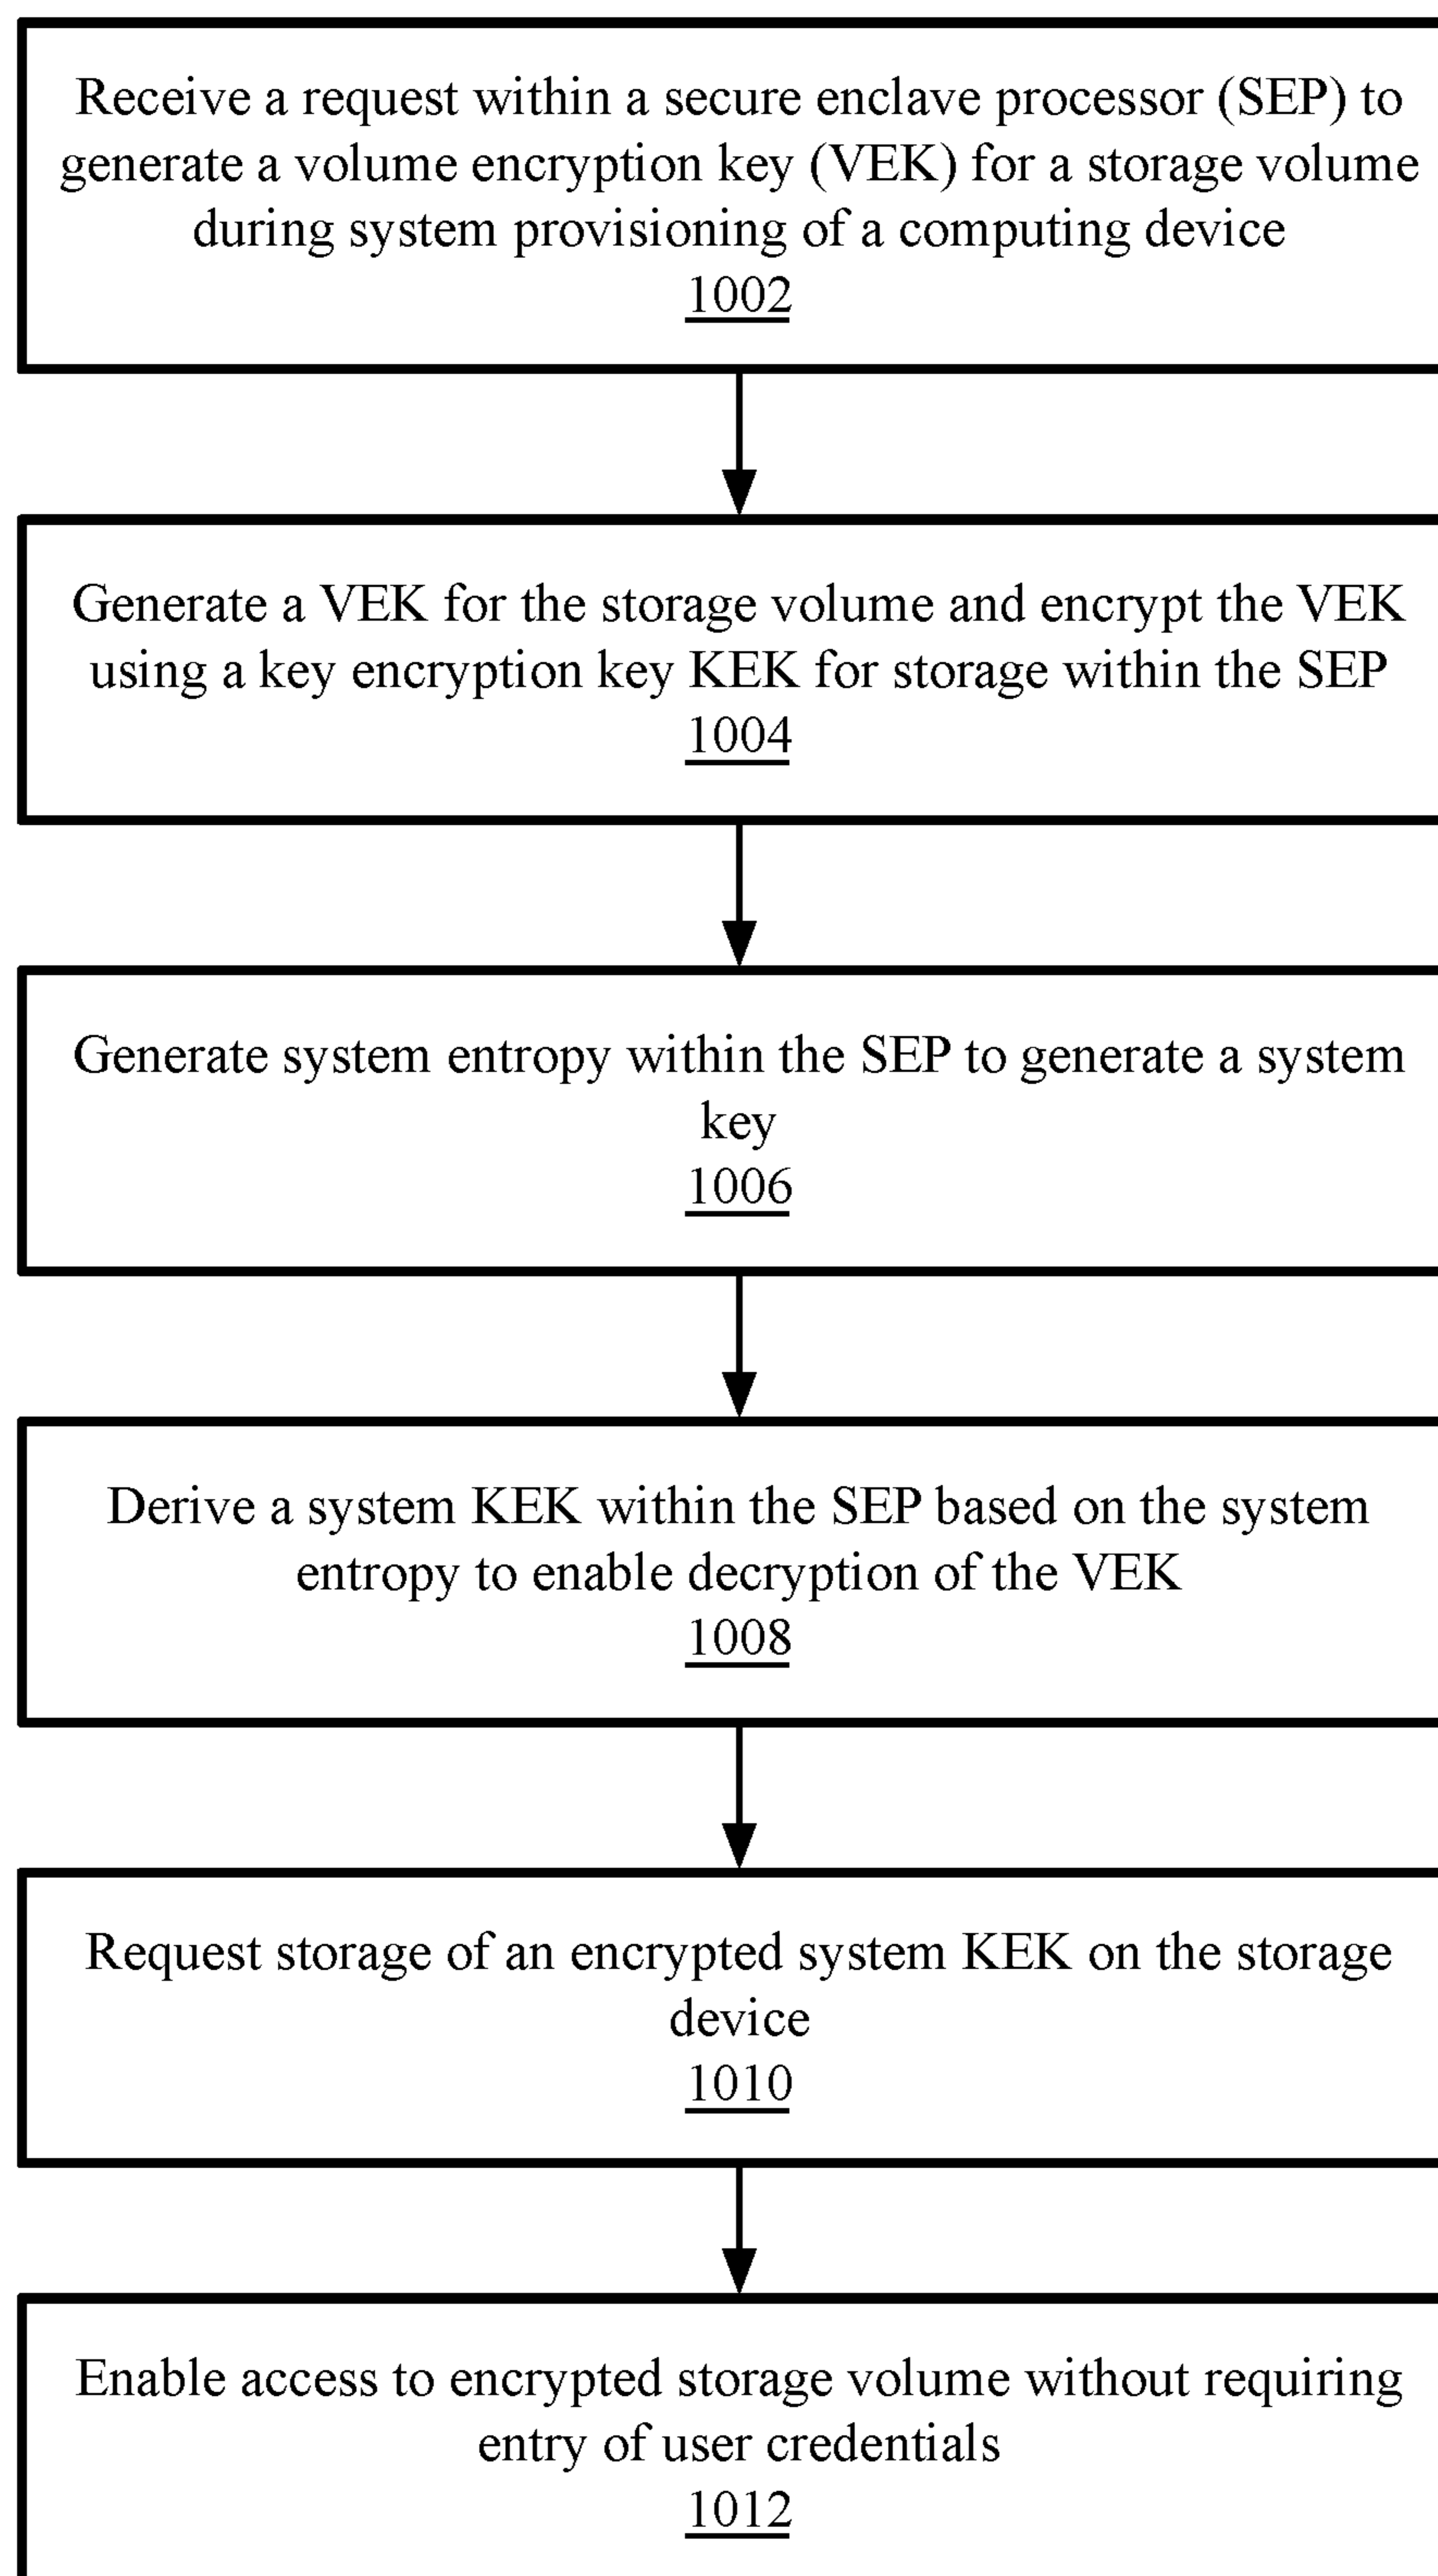 Receive a request within a secure enclave processor (SEP) to
generate a volume encryption key (VEK) for a storage volume
during system provisioning of a computing device
1002
Generate a VEK for the storage volume and encrypt the VEK
using a key encryption key KEK for storage within the SEP
1004
Generate system entropy within the SEP to generate a system
key
1006
Derive a system KEK within the SEP based on the system
entropy to enable decryption of the VEK
1008
Request storage of an encrypted system KEK on the storage
device
1010
Enable access to encrypted storage volume without requiring
entry of user credentials
1012